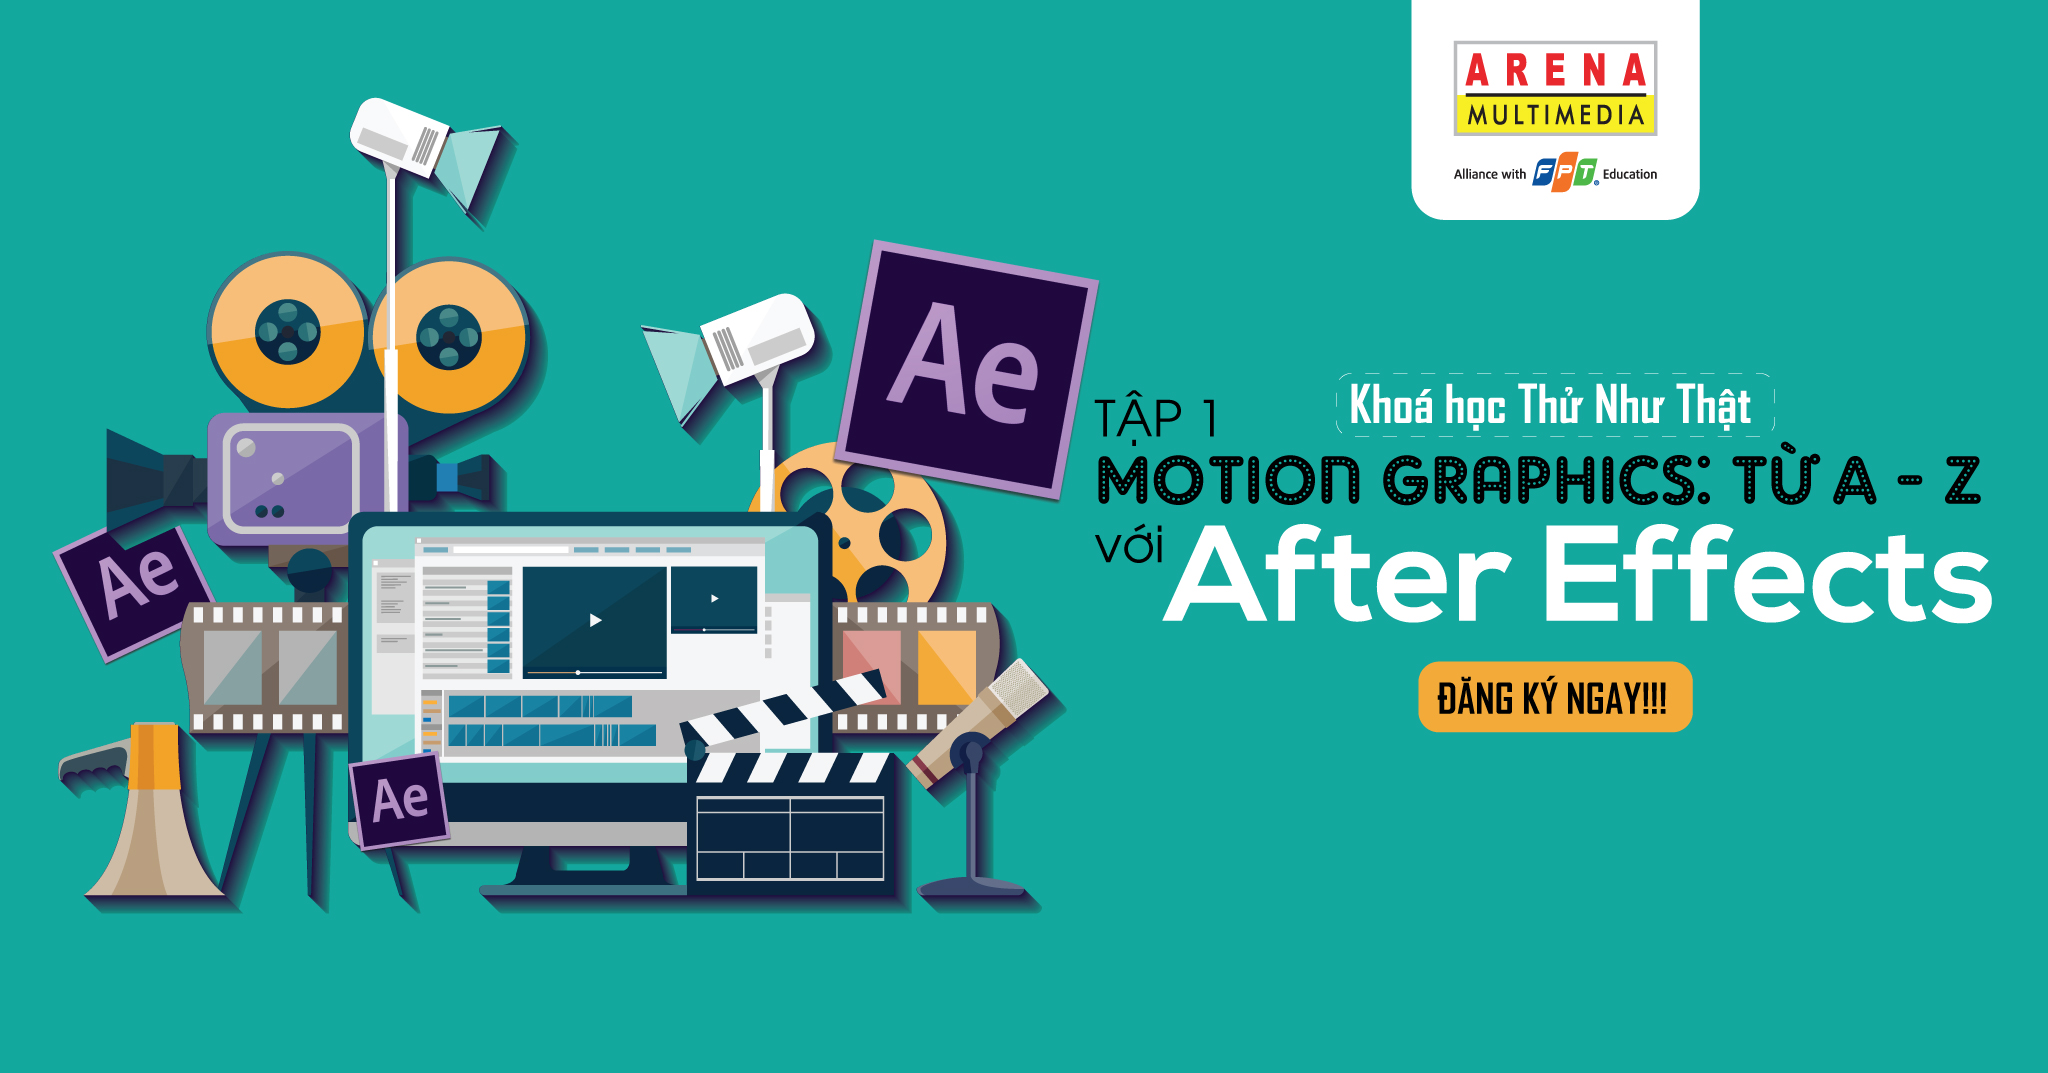 ARENA
MULTIMEDIA
Alliance with FPT Education
Ae
Khoá học Thử Như Thật
TẬP 1
MOTION GRAPHICS: TỪ A - Z
với After Effects
Ae
ĐĂNG KÝ NGAY!!!
Ae